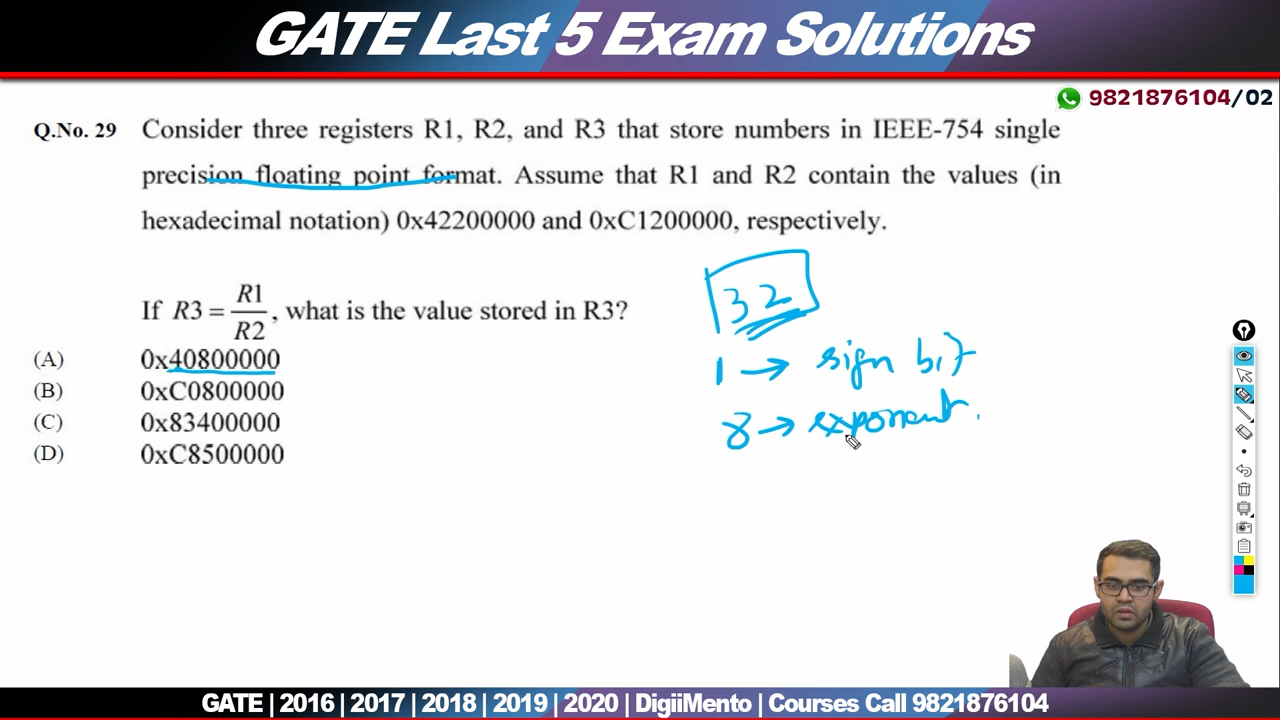 GATE Last 5 Exam Solutions
9821876104/02
Q.No. 29 Consider three registers R1, R2, and R3 that store numbers in IEEE-754 single
precision floating point format. Assume that R1 and R2 contain the values (in
hexadecimal notation) 0x42200000 and 0xC1200000, respectively.
If R3 = R1/R2, what is the value stored in R3?
(A) 0x40800000
(B) 0xC0800000
(C) 0x83400000
(D) 0xC8500000
32
1 → sign bit
8 → exponent.
GATE | 2016 | 2017 | 2018 | 2019 | 2020 | DigiiMento | Courses Call 9821876104